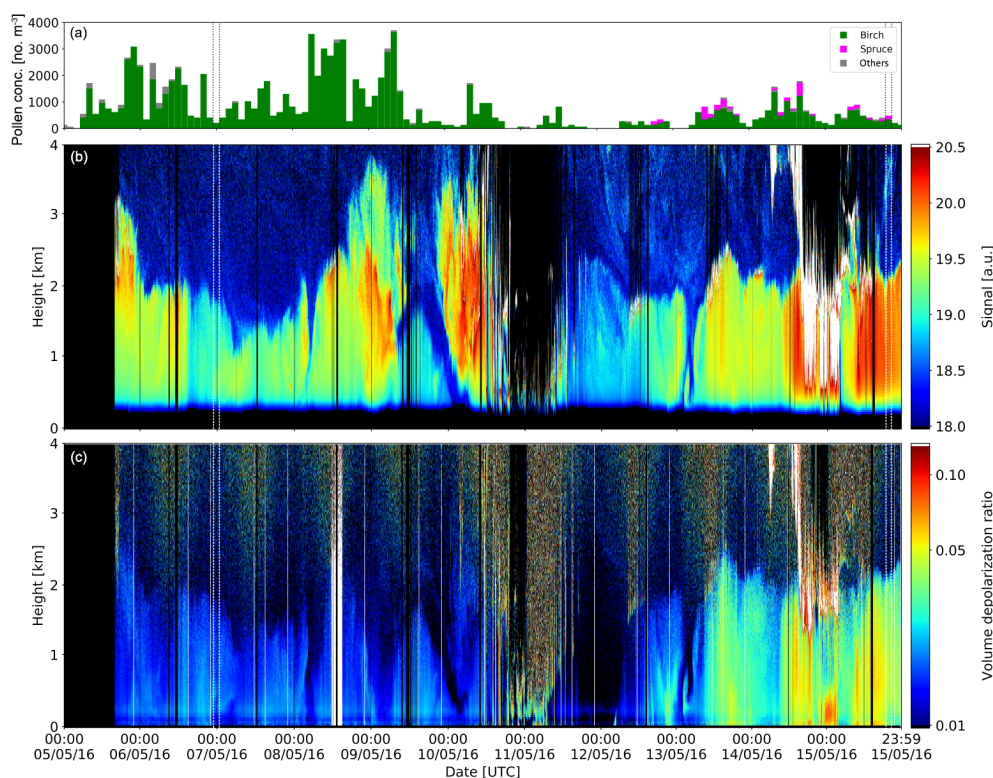 (a)
Pollen conc. [no. m⁻³]
4000
3000
2000
1000
0
Birch
Spruce
Others
(b)
Height [km]
4
3
2
1
0
20.5
20.0
19.0
18.5
18.0
Signal [a.u.]
(c)
Height [km]
4
3
2
1
0
0.10
0.05
0.01
Volume depolarization ratio
00:00 00:00 00:00 00:00 00:00 00:00 00:00 00:00 00:00 00:00 00:00 23:59
05/05/16 06/05/16 07/05/16 08/05/16 09/05/16 10/05/16 11/05/16 12/05/16 13/05/16 14/05/16 15/05/16 15/05/16
Date [UTC]